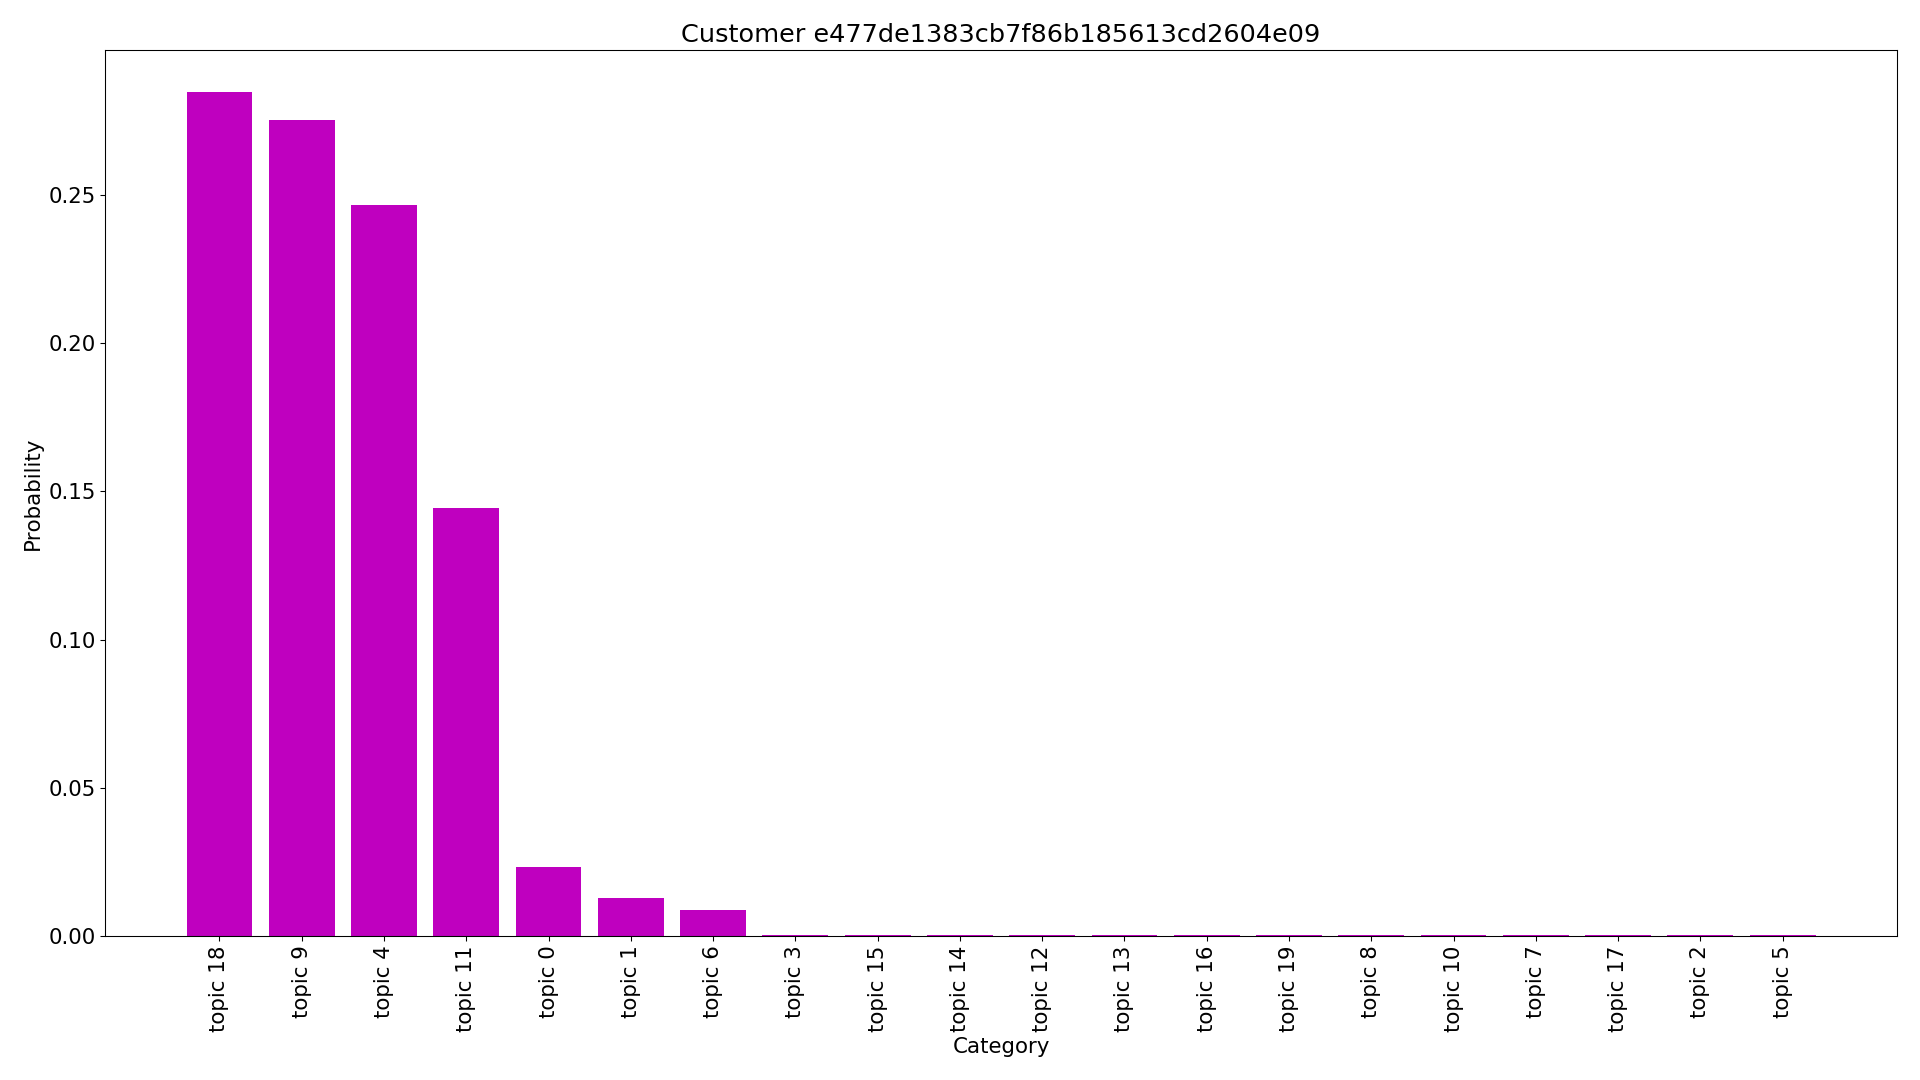 Customer e477de1383cb7f86b185613cd2604e09
Probability
0.25
0.20
0.15
0.10
0.05
0.00
topic 18
topic 9
topic 4
topic 11
topic 0
topic 1
topic 6
topic 3
topic 15
topic 14
topic 12
topic 13
topic 16
topic 19
topic 8
topic 10
topic 7
topic 17
topic 2
topic 5
Category